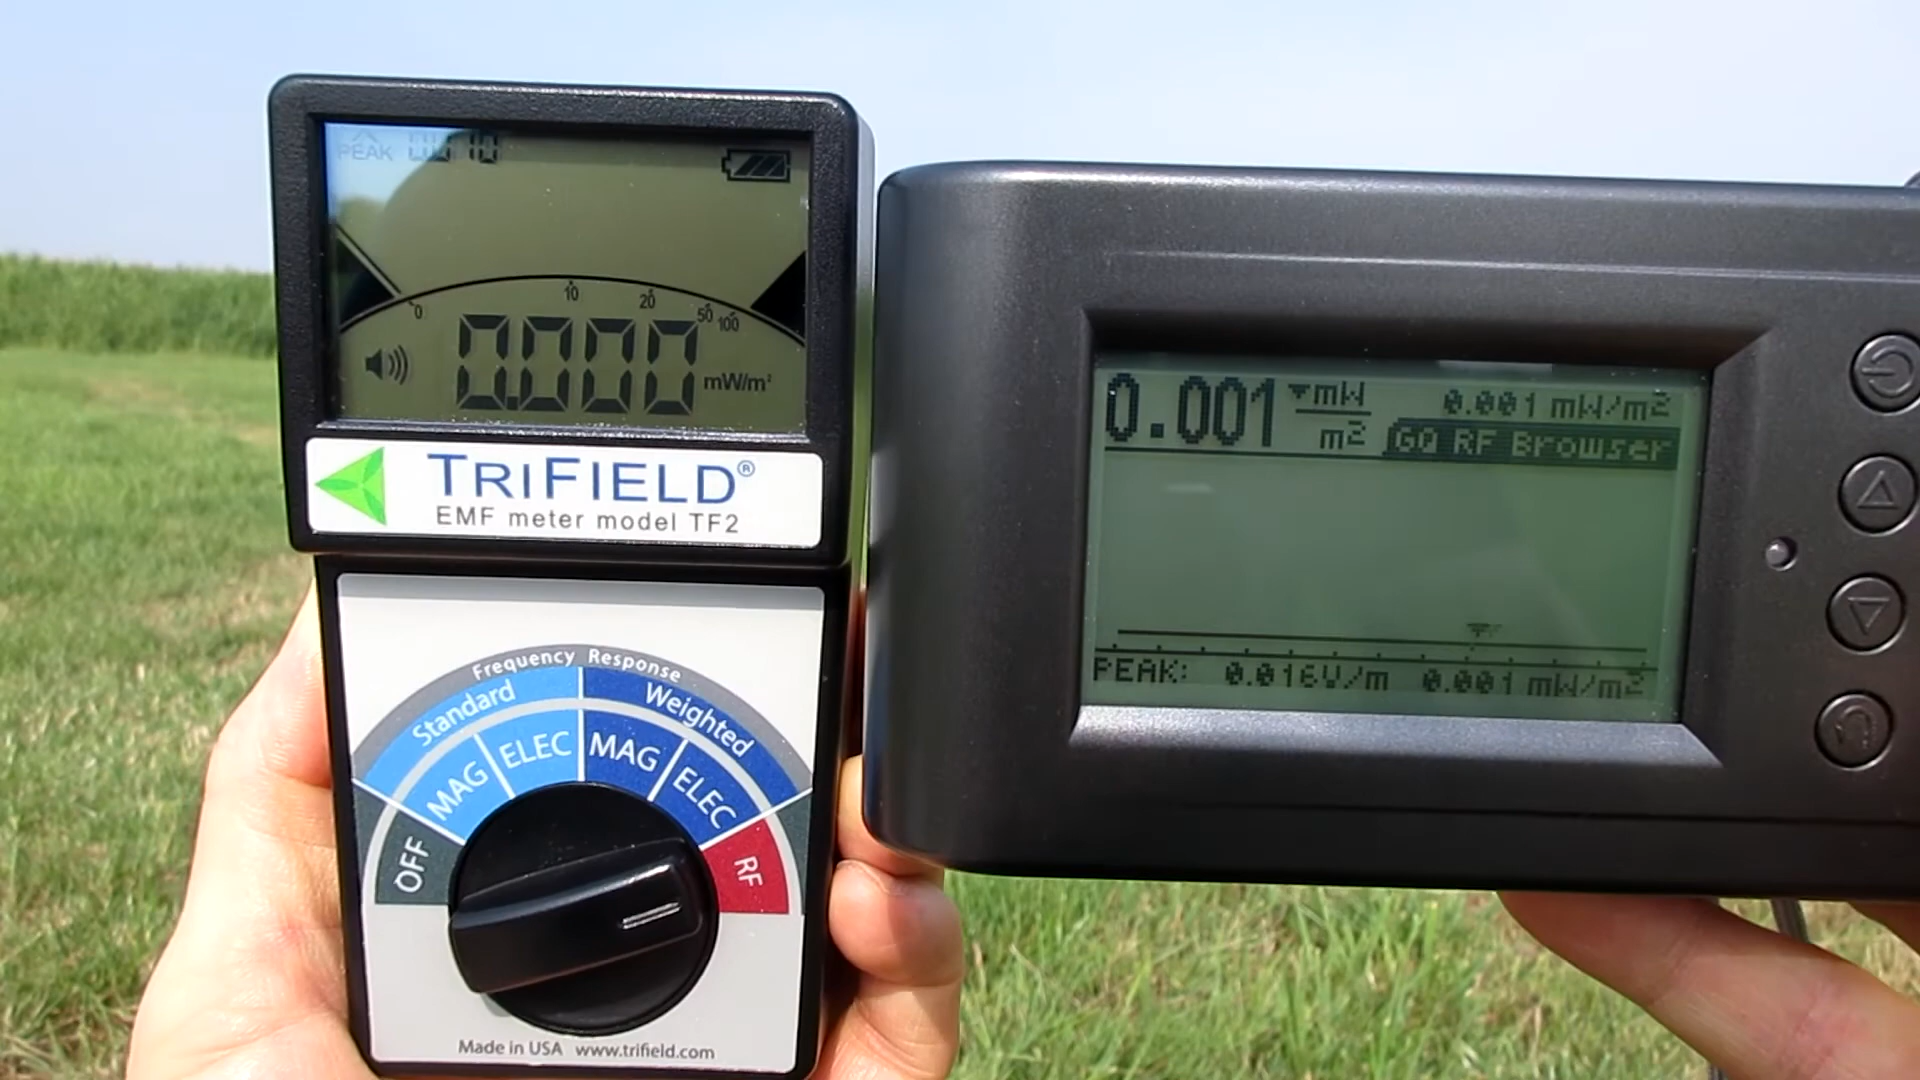 PEAK
0 10 20 50 100
0.000 mW/m²
TRIFIELD®
EMF meter model TF2
Frequency Response
Standard Weighted
MAG ELEC MAG ELEC
OFF RF
Made in USA www.trifield.com
0.001 mW/m² 0.001 mW/m2
GQ RF Browser
PEAK: 0.016V/m 0.001 mW/m2